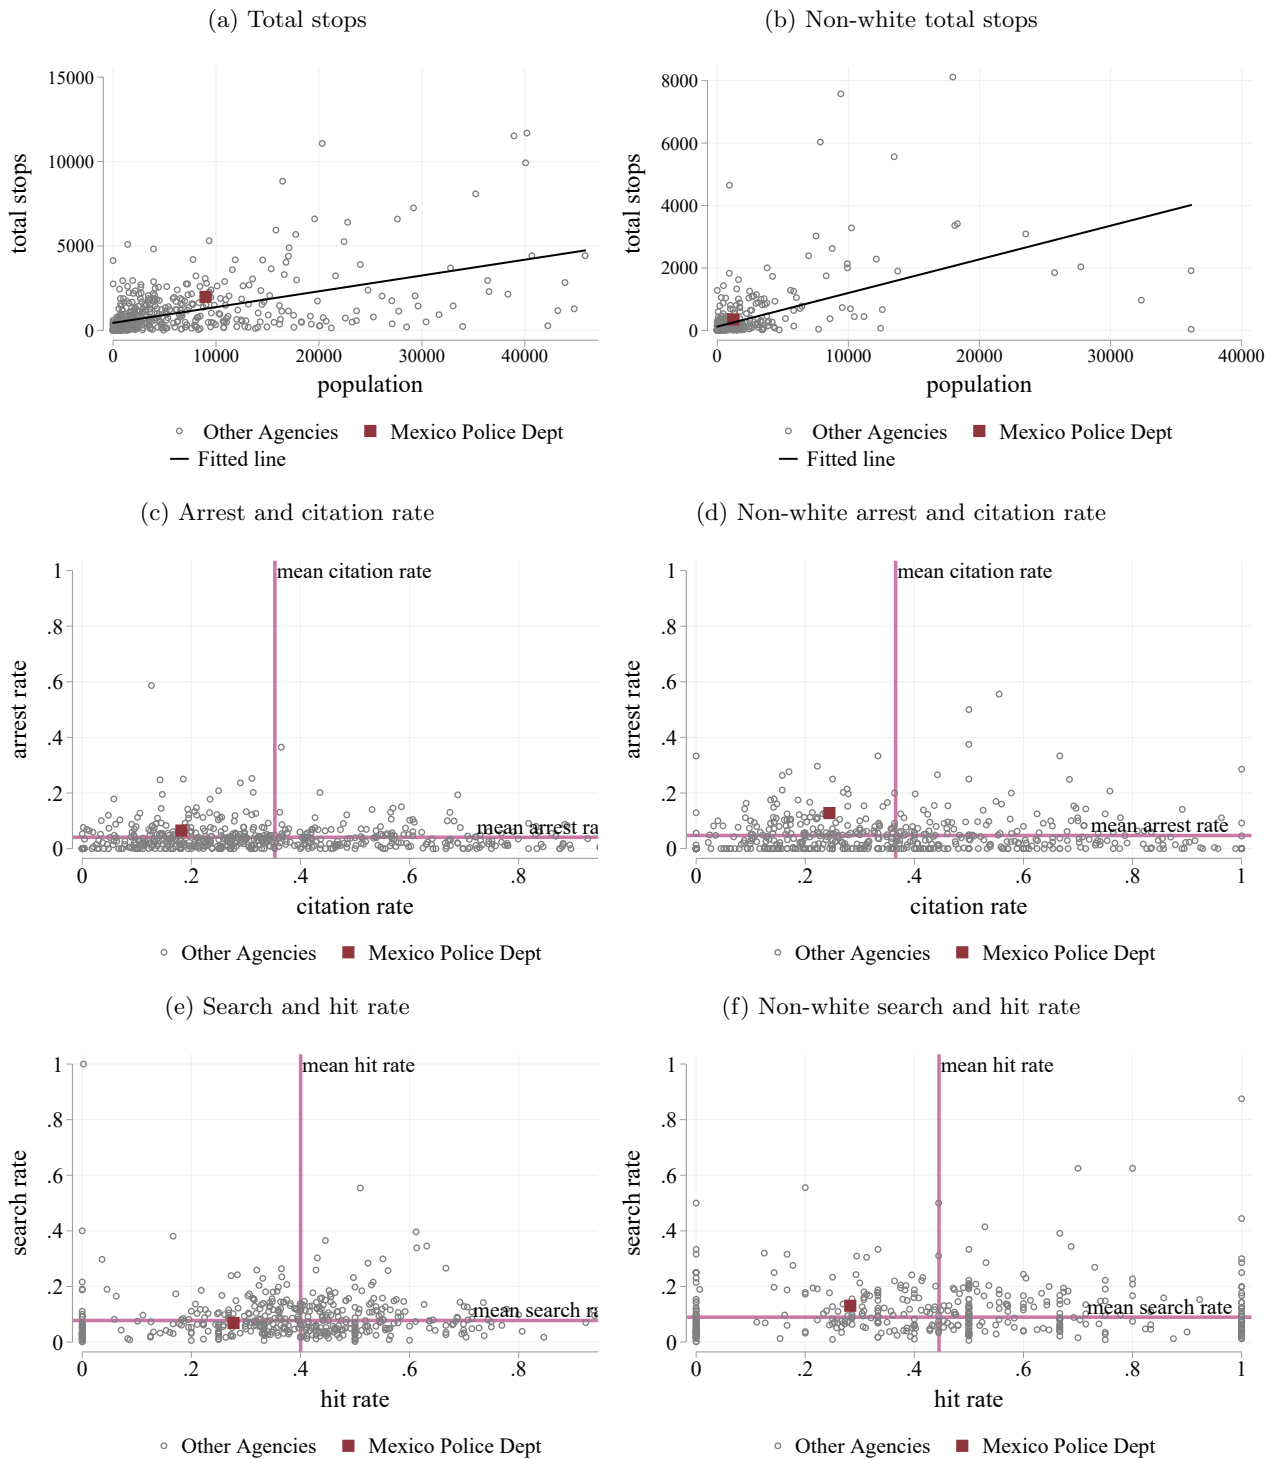 (a) Total stops
(b) Non-white total stops
15000
10000
5000
0
total stops
0 10000 20000 30000 40000
population
Other Agencies Mexico Police Dept
Fitted line
8000
6000
4000
2000
0
total stops
0 10000 20000 30000 40000
population
Other Agencies Mexico Police Dept
Fitted line
(c) Arrest and citation rate
(d) Non-white arrest and citation rate
1
.8
.6
.4
.2
0
arrest rate
mean citation rate
mean arrest ra
0 .2 .4 .6 .8
citation rate
Other Agencies Mexico Police Dept
1
.8
.6
.4
.2
0
arrest rate
mean citation rate
mean arrest rate
0 .2 .4 .6 .8 1
citation rate
Other Agencies Mexico Police Dept
(e) Search and hit rate
(f) Non-white search and hit rate
1
.8
.6
.4
.2
0
search rate
mean hit rate
mean search ra
0 .2 .4 .6 .8
hit rate
Other Agencies Mexico Police Dept
1
.8
.6
.4
.2
0
search rate
mean hit rate
mean search rate
0 .2 .4 .6 .8 1
hit rate
Other Agencies Mexico Police Dept